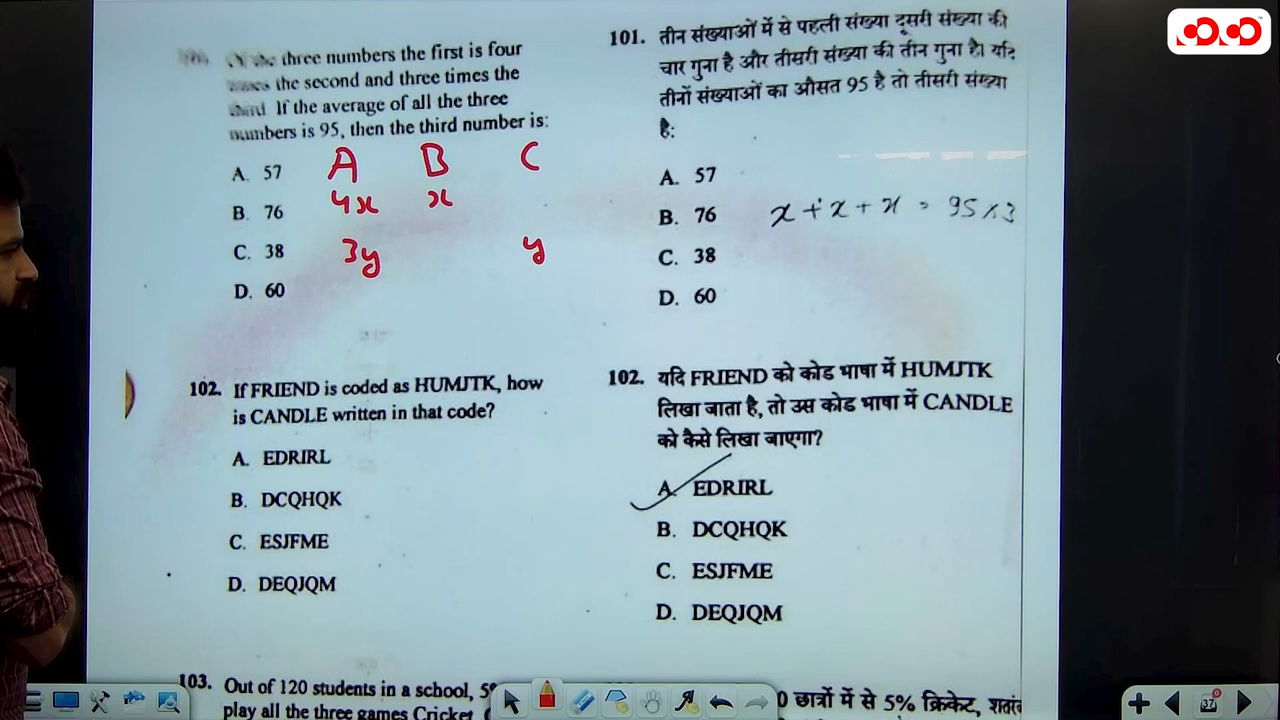 three numbers the first is four
the second and three times the
If the average of all the three
numbers is 95, then the third number is:
A. 57
B. 76
C. 38
D. 60
A B C
4x x
3y y
102. If FRIEND is coded as HUMJTK, how
is CANDLE written in that code?
A. EDRIRL
B. DCQHQK
C. ESJFME
D. DEQJQM
103. Out of 120 students in a school, 5%
play all the three games Cricket
101. तीन संख्याओं में से पहली संख्या दूसरी संख्या की
चार गुना है और तीसरी संख्या की तीन गुना है। यदि
तीनों संख्याओं का औसत 95 है तो तीसरी संख्या
है:
A. 57
B. 76
C. 38
D. 60
x + x + x = 95 x 3
102. यदि FRIEND को कोड भाषा में HUMJTK
लिखा जाता है, तो उस कोड भाषा में CANDLE
को कैसे लिखा जाएगा?
A. EDRIRL
B. DCQHQK
C. ESJFME
D. DEQJQM
0 छात्रों में से 5% क्रिकेट, शतरंज
37